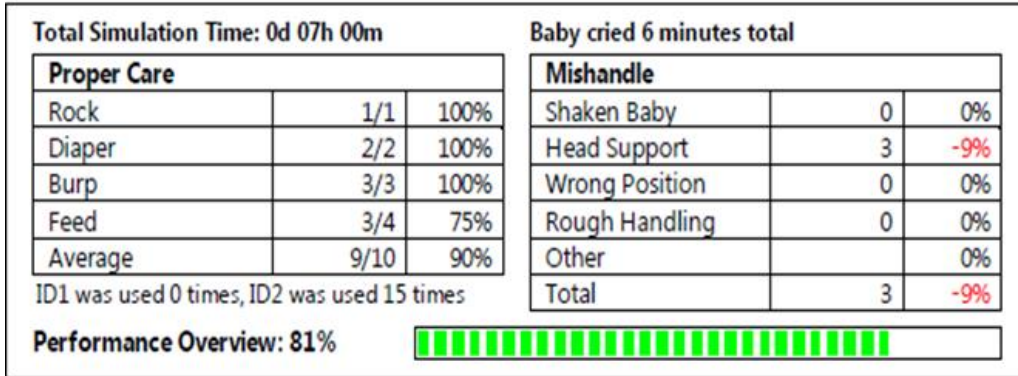 Total Simulation Time: 0d 07h 00m
Proper Care
Rock 1/1 100%
Diaper 2/2 100%
Burp 3/3 100%
Feed 3/4 75%
Average 9/10 90%
ID1 was used 0 times, ID2 was used 15 times
Baby cried 6 minutes total
Mishandle
Shaken Baby 0 0%
Head Support 3 -9%
Wrong Position 0 0%
Rough Handling 0 0%
Other 0%
Total 3 -9%
Performance Overview: 81%